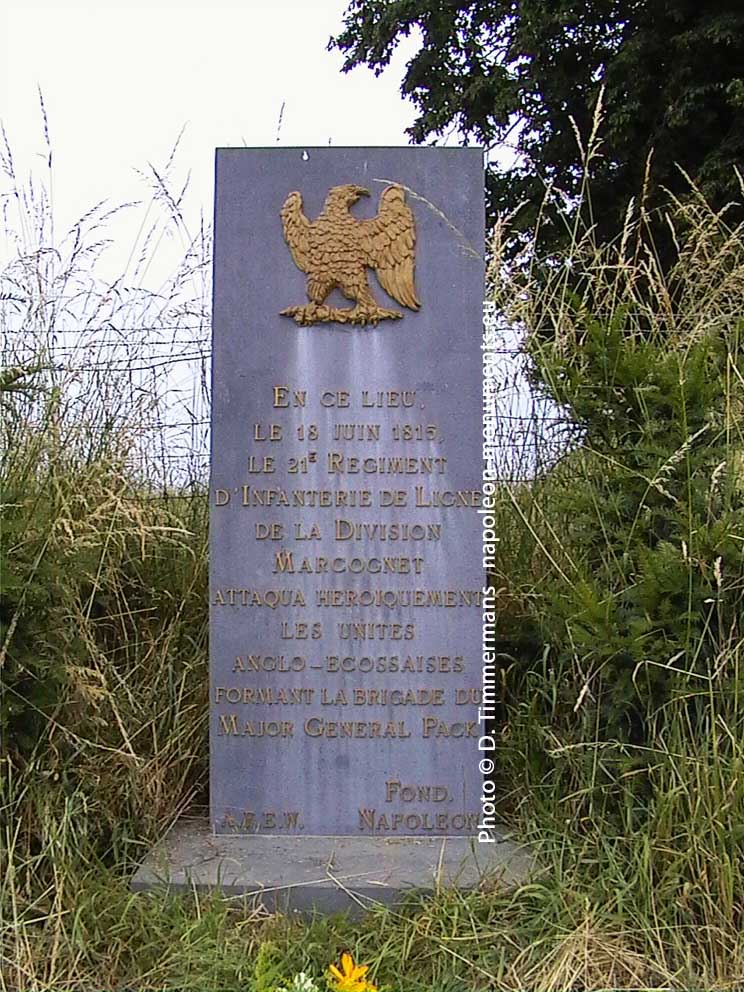 En ce lieu,
le 18 juin 1815,
le 21E Regiment
d'Infanterie de Ligne
de la Division
Marcognet
attaqua heroiquement
les unites
anglo-ecossaises
formant la brigade du
Major General Pack.
Fond.
A.F.E.W. Napoleon
Photo © D. Timmermans - napoleon-monuments.eu